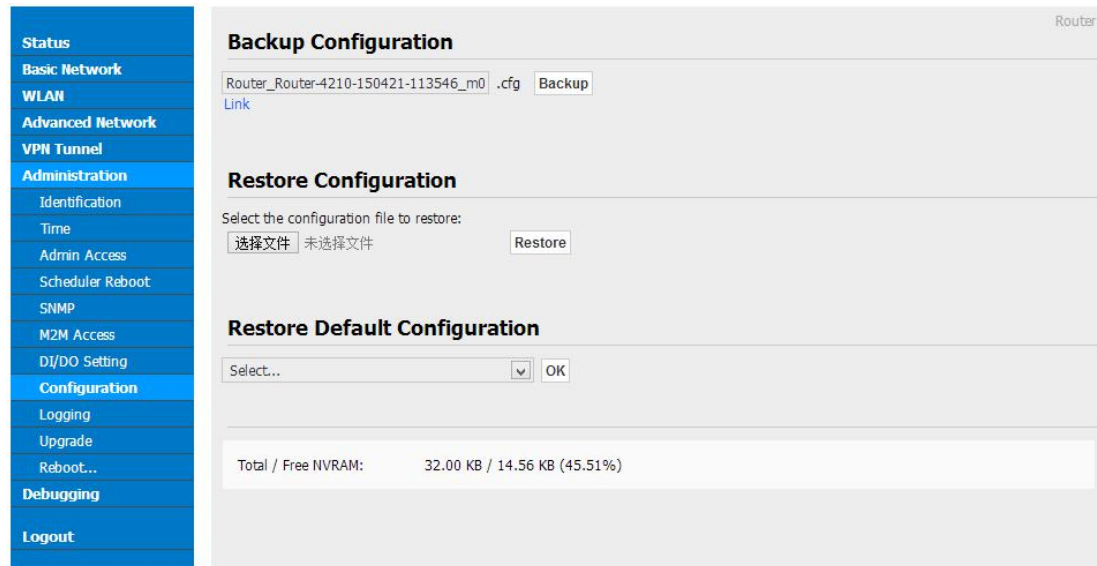 Router
Status
Basic Network
WLAN
Advanced Network
VPN Tunnel
Administration
Identification
Time
Admin Access
Scheduler Reboot
SNMP
M2M Access
DI/DO Setting
Configuration
Logging
Upgrade
Reboot...
Debugging
Logout
Backup Configuration
Router_Router-4210-150421-113546_m0 .cfg Backup
Link
Restore Configuration
Select the configuration file to restore:
选择文件 未选择文件 Restore
Restore Default Configuration
Select... OK
Total / Free NVRAM: 32.00 KB / 14.56 KB (45.51%)